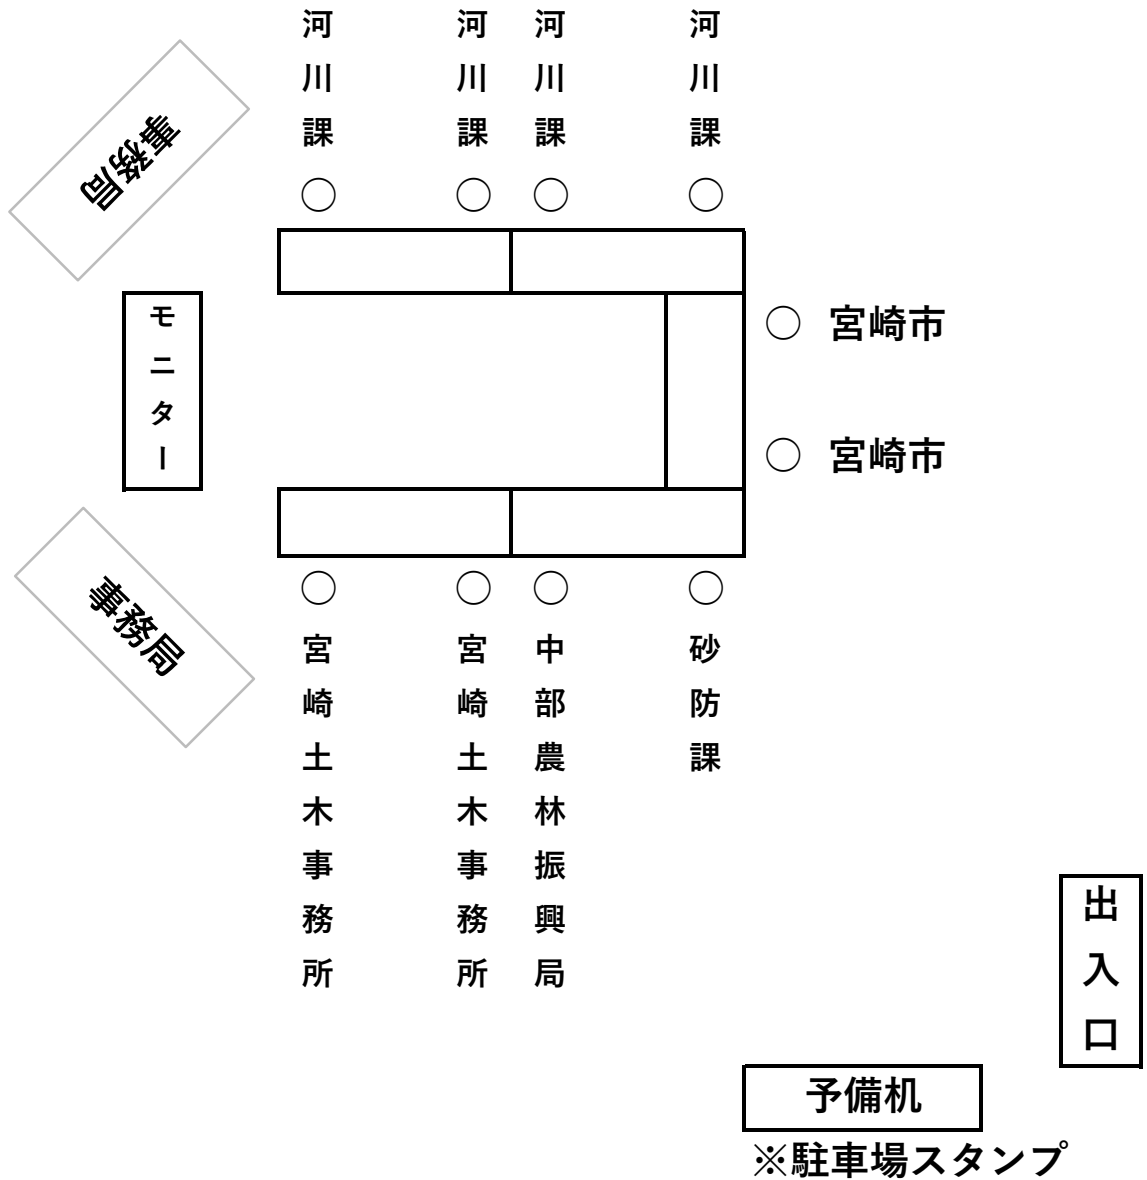 河川課
河川課
河川課
河川課
事務局
モニター
宮崎市
宮崎市
事務局
宮崎土木事務所
宮崎土木事務所
中部農林振興局
砂防課
出入口
予備机
※駐車場スタンプ